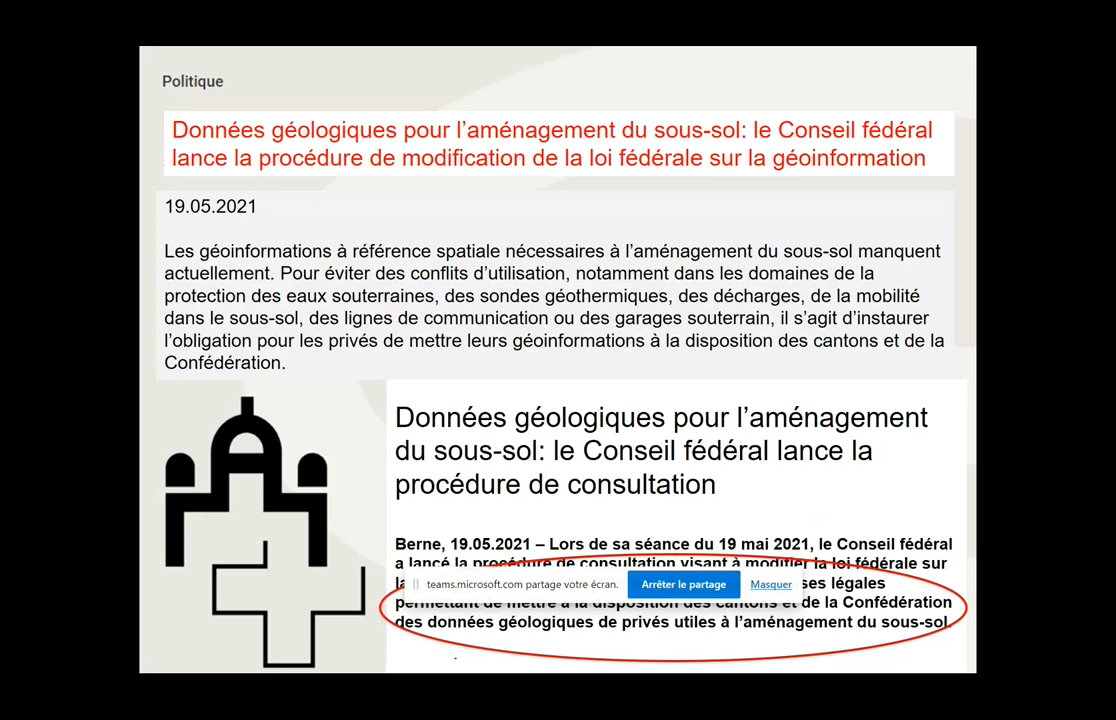 Politique
Données géologiques pour l’aménagement du sous-sol: le Conseil fédéral
lance la procédure de modification de la loi fédérale sur la géoinformation
19.05.2021
Les géoinformations à référence spatiale nécessaires à l’aménagement du sous-sol manquent
actuellement. Pour éviter des conflits d’utilisation, notamment dans les domaines de la
protection des eaux souterraines, des sondes géothermiques, des décharges, de la mobilité
dans le sous-sol, des lignes de communication ou des garages souterrain, il s’agit d’instaurer
l’obligation pour les privés de mettre leurs géoinformations à la disposition des cantons et de la
Confédération.
Données géologiques pour l’aménagement
du sous-sol: le Conseil fédéral lance la
procédure de consultation
Berne, 19.05.2021 – Lors de sa séance du 19 mai 2021, le Conseil fédéral
a lancé la procédure de consultation visant à modifier la loi fédérale sur
légales
teams.microsoft.com partage votre écran. Arrêter le partage Masquer
permettant de mettre à la disposition des cantons et de la Confédération
des données géologiques de privés utiles à l’aménagement du sous-sol.